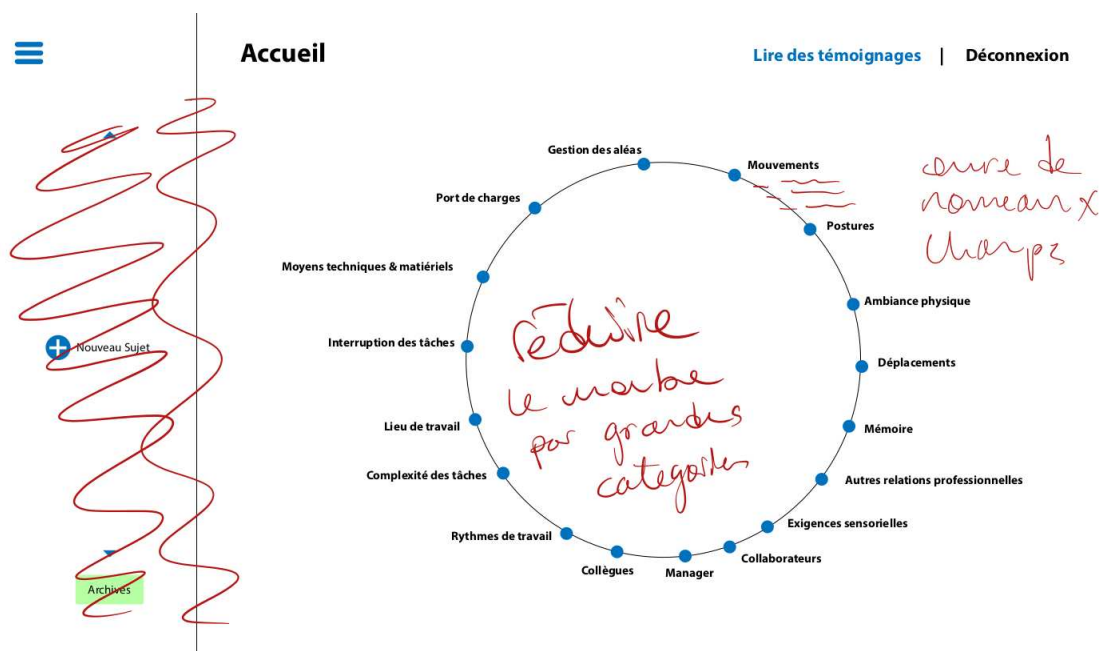 Accueil
Lire des témoignages | Déconnexion
Gestion des aléas
Mouvements
Port de charges
Postures
Moyens techniques & matiériels
Ambiance physique
Interruption des tâches
Déplacements
Lieu de travail
Mémoire
Complexité des tâches
Autres relations professionnelles
Rythmes de travail
Exigences sensorielles
Collègues
Manager
Collaborateurs
Nouveau Sujet
Archives
réduire
le nombre
par grandes
categories
ouvre de
nouveaux
champs